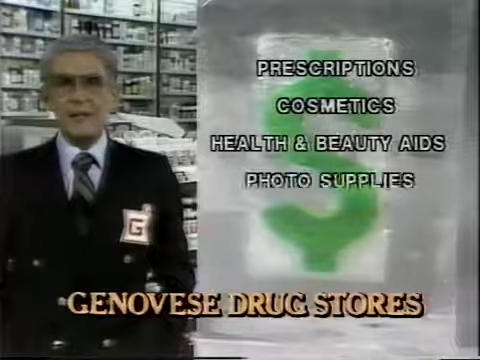 PRESCRIPTIONS
COSMETICS
HEALTH & BEAUTY AIDS
PHOTO SUPPLIES
G
GENOVESE DRUG STORES